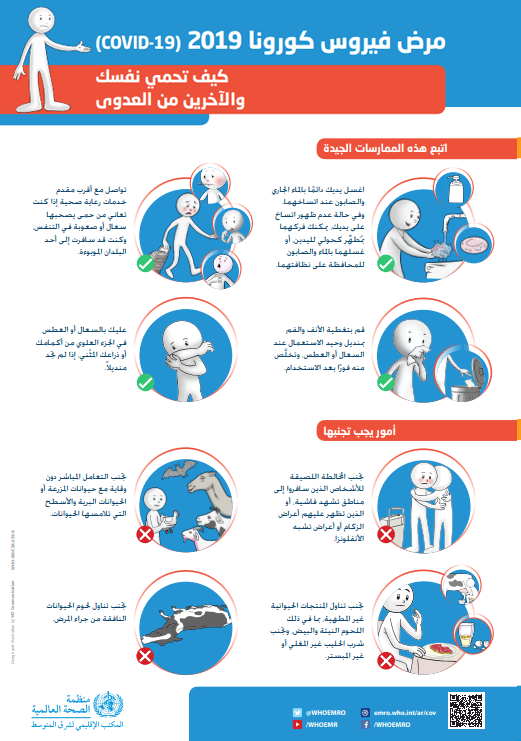 مرض فيروس كورونا 2019 (COVID-19)
كيف تحمي نفسك
والآخرين من العدوى
اتبع هذه الممارسات الجيدة
اغسل يديك دائمًا بالماء الجاري
والصابون عند اتساخهما.
وفي حالة عدم ظهور اتساخ
على يديك، يمكنك فركهما
بمُطهّر كحولي لليدين أو
غسلهما بالماء والصابون
للمحافظة على نظافتهما.
تواصل مع أقرب مقدم
خدمات رعاية صحية إذا كنت
تعاني من حمى يصحبها
سعال أو صعوبة في التنفس
وكنت قد سافرت إلى أحد
البلدان الموبوءة.
قم بتغطية الأنف والفم
بمنديل وحيد الاستعمال عند
السعال أو العطس، وتخلّص
منه فورًا بعد الاستخدام.
عليك بالسعال أو العطس
في الجزء العلوي من أكمامك
أو ذراعك المثني، إذا لم تجد
منديلاً.
أمور يجب تجنبها
تجنب المخالطة اللصيقة
للأشخاص الذين سافروا إلى
مناطق تشهد فاشية، أو
الذين تظهر عليهم أعراض
الزكام أو أعراض تشبه
الأنفلونزا.
تجنب التعامل المباشر دون
وقاية مع حيوانات المزرعة أو
الحيوانات البرية والأسطح
التي تلامسها الحيوانات.
تجنب تناول المنتجات الحيوانية
غير المطهية، بما في ذلك
اللحوم النيئة والبيض، وتجنب
شرب الحليب غير المغلي أو
غير المبستر.
تجنب تناول لحوم الحيوانات
النافقة من جراء المرض.
منظمة
الصحة العالمية
المكتب الإقليمي لشرق المتوسط
@WHOEMRO
emro.who.int/ar/cov
/WHOEMR
/WHOEMRO